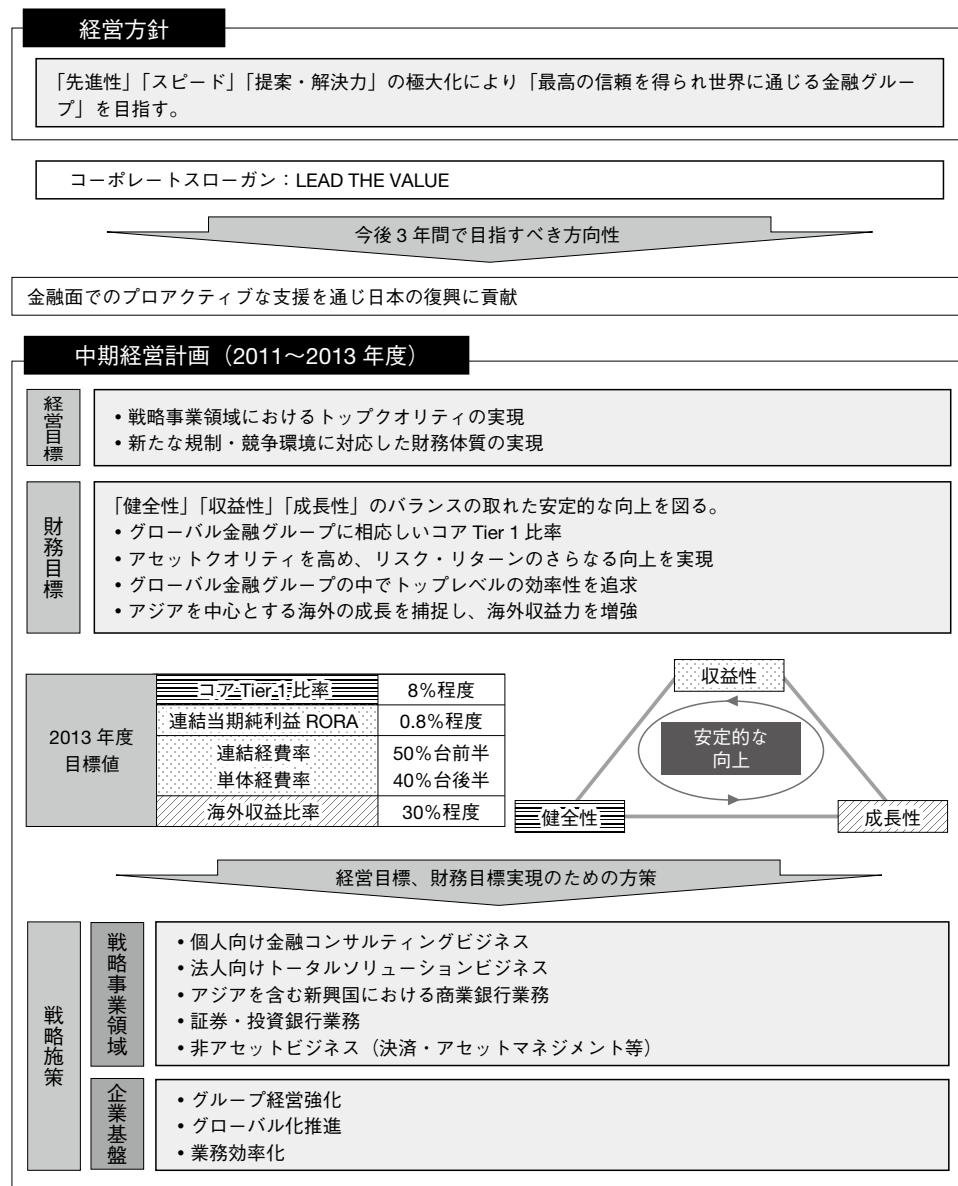 経営方針
「先進性」「スピード」「提案・解決力」の極大化により「最高の信頼を得られ世界に通じる金融グルー
プ」を目指す。
コーポレートスローガン：LEAD THE VALUE
今後 3 年間で目指すべき方向性
金融面でのプロアクティブな支援を通じ日本の復興に貢献
中期経営計画（2011～2013 年度）
経営目標
• 戦略事業領域におけるトップクオリティの実現
• 新たな規制・競争環境に対応した財務体質の実現
財務目標
「健全性」「収益性」「成長性」のバランスの取れた安定的な向上を図る。
• グローバル金融グループに相応しいコア Tier 1 比率
• アセットクオリティを高め、リスク・リターンのさらなる向上を実現
• グローバル金融グループの中でトップレベルの効率性を追求
• アジアを中心とする海外の成長を捕捉し、海外収益力を増強
2013 年度
目標値
コア Tier 1 比率 8%程度
連結当期純利益 RORA 0.8%程度
連結経費率 50%台前半
単体経費率 40%台後半
海外収益比率 30%程度
収益性
安定的な
向上
健全性
成長性
経営目標、財務目標実現のための方策
戦略施策
戦略事業領域
• 個人向け金融コンサルティングビジネス
• 法人向けトータルソリューションビジネス
• アジアを含む新興国における商業銀行業務
• 証券・投資銀行業務
• 非アセットビジネス（決済・アセットマネジメント等）
企業基盤
• グループ経営強化
• グローバル化推進
• 業務効率化